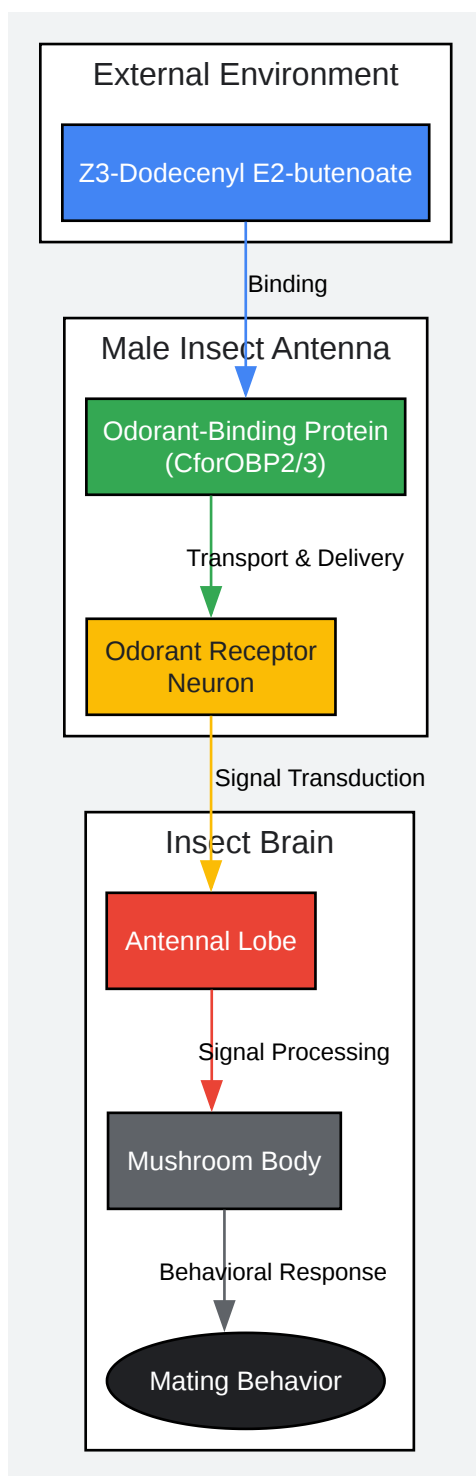 External Environment
Z3-Dodecenyl E2-butenoate
Binding
Male Insect Antenna
Odorant-Binding Protein
(CforOBP2/3)
Transport & Delivery
Odorant Receptor
Neuron
Signal Transduction
Insect Brain
Antennal Lobe
Signal Processing
Mushroom Body
Behavioral Response
Mating Behavior